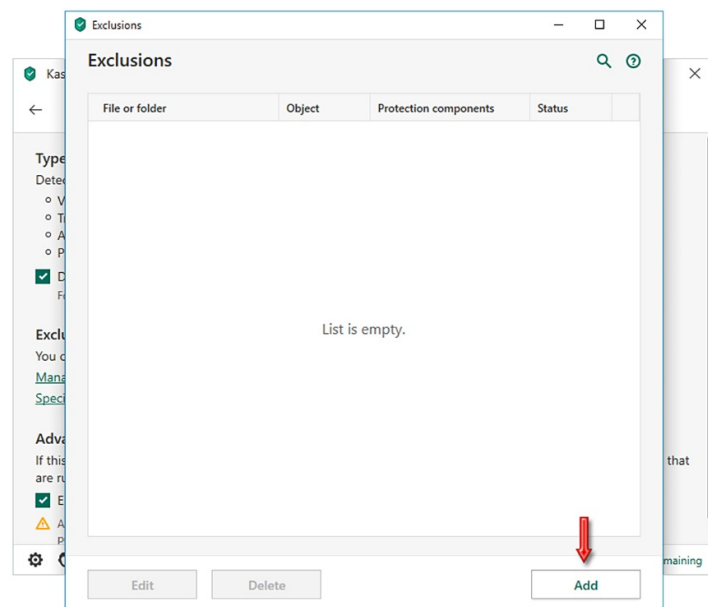 Exclusions
Exclusions
File or folder Object Protection components Status
List is empty.
Edit Delete Add
Kas
Type
Detec
V
A
P
D
Exclu
You c
Mana
Speci
Adva
If this that
are ru
E
A
maining